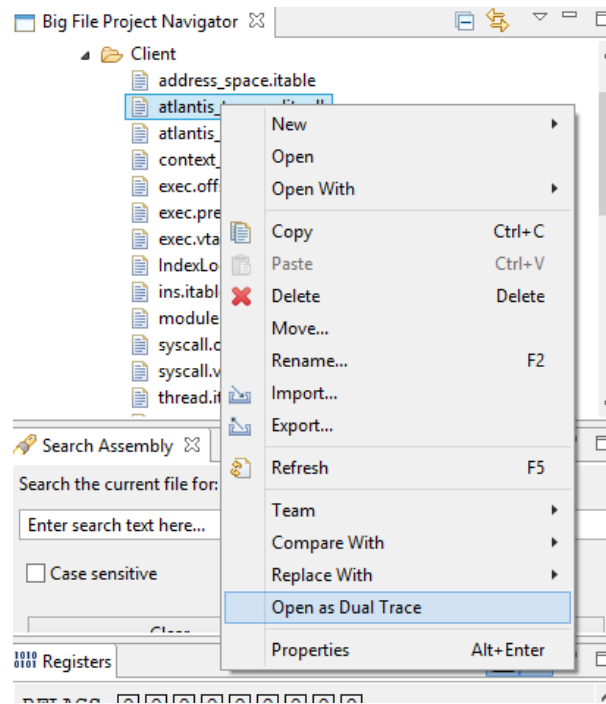 Big File Project Navigator
Client
address_space.itable
atlantis_
atlantis_
context_
exec.off
exec.pre
exec.vta
IndexLo
ins.itabl
module
syscall.
syscall.v
thread.it
New
Open
Open With
Copy Ctrl+C
Paste Ctrl+V
Delete Delete
Move...
Rename... F2
Import...
Export...
Refresh F5
Team
Compare With
Replace With
Open as Dual Trace
Properties Alt+Enter
Search Assembly
Search the current file for:
Enter search text here...
Case sensitive
Clear
1010
0101
Registers